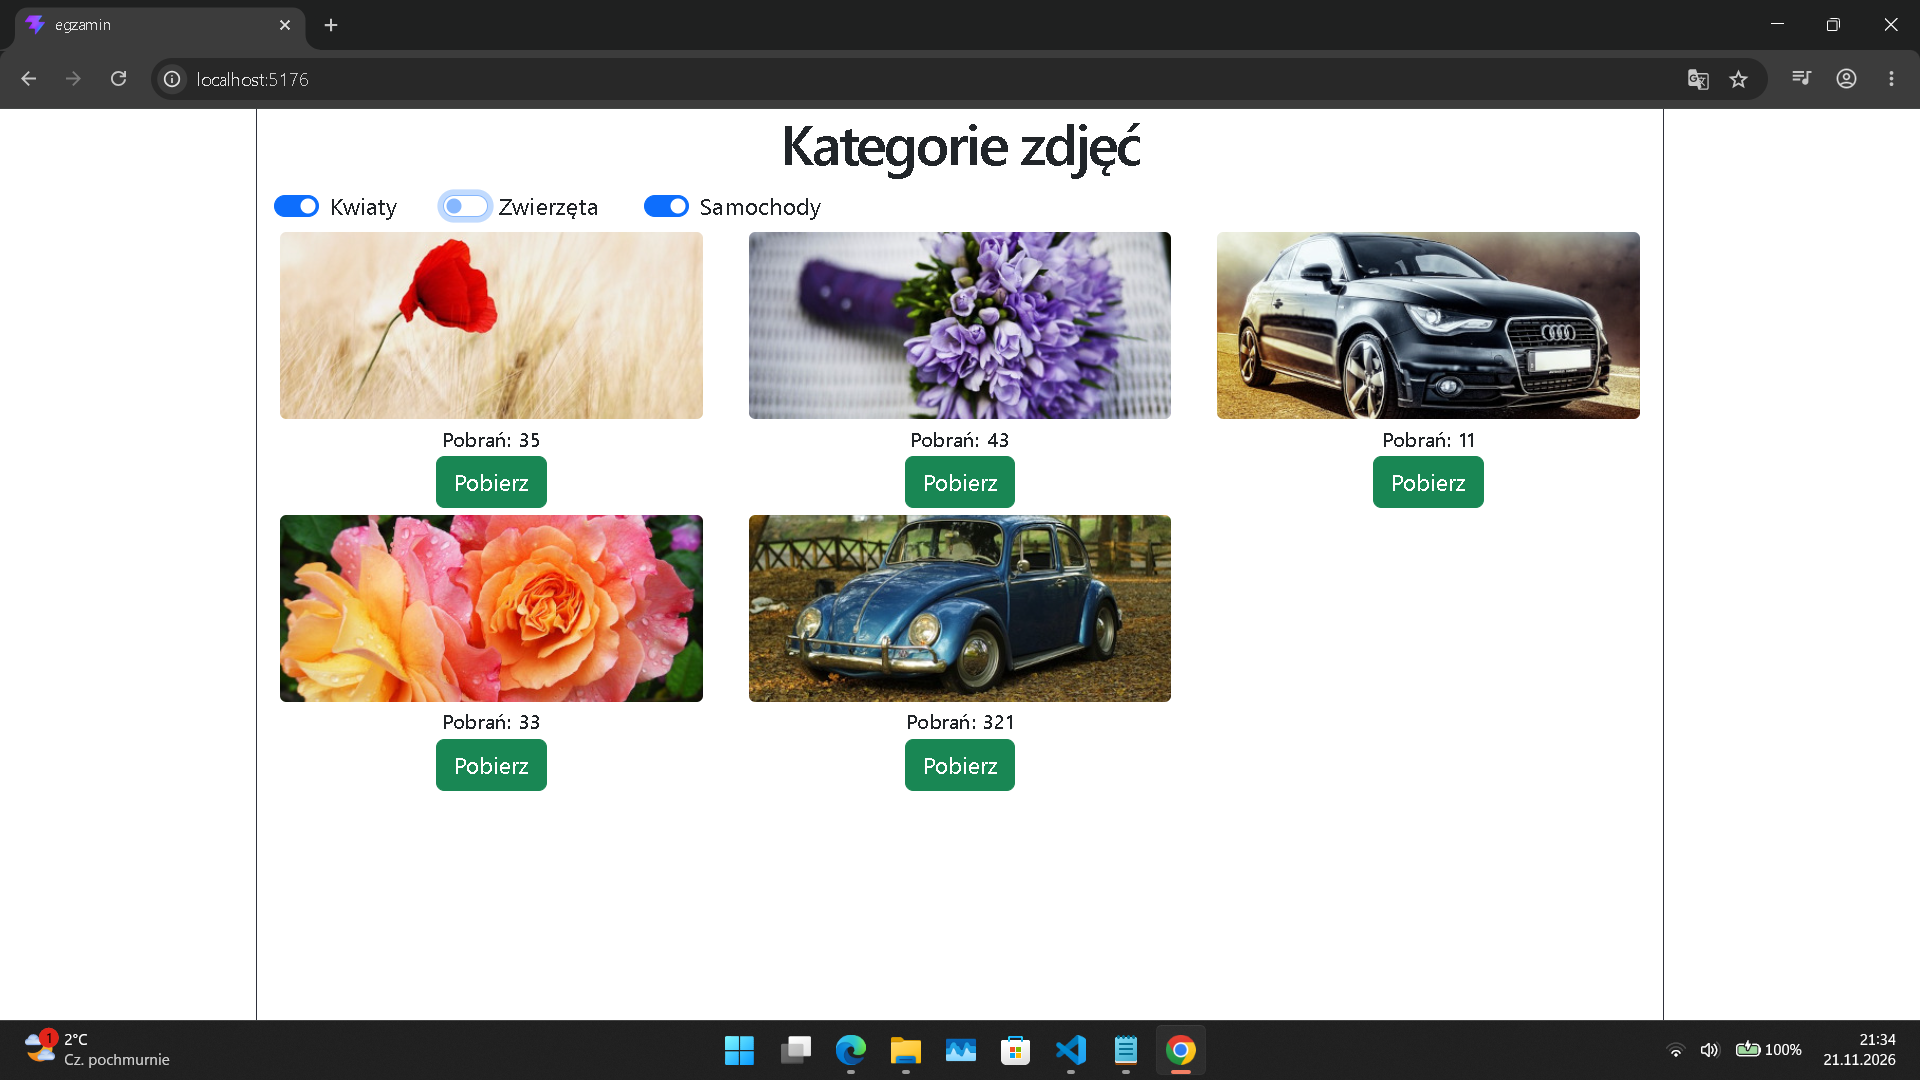 egzamin
localhost:5176
Kategorie zdjęć
Kwiaty
Zwierzęta
Samochody
Pobrań: 35
Pobrań: 43
Pobrań: 11
Pobierz
Pobierz
Pobierz
Pobrań: 33
Pobrań: 321
Pobierz
Pobierz
1
2°C
Cz. pochmurnie
100%
21:34
21.11.2026